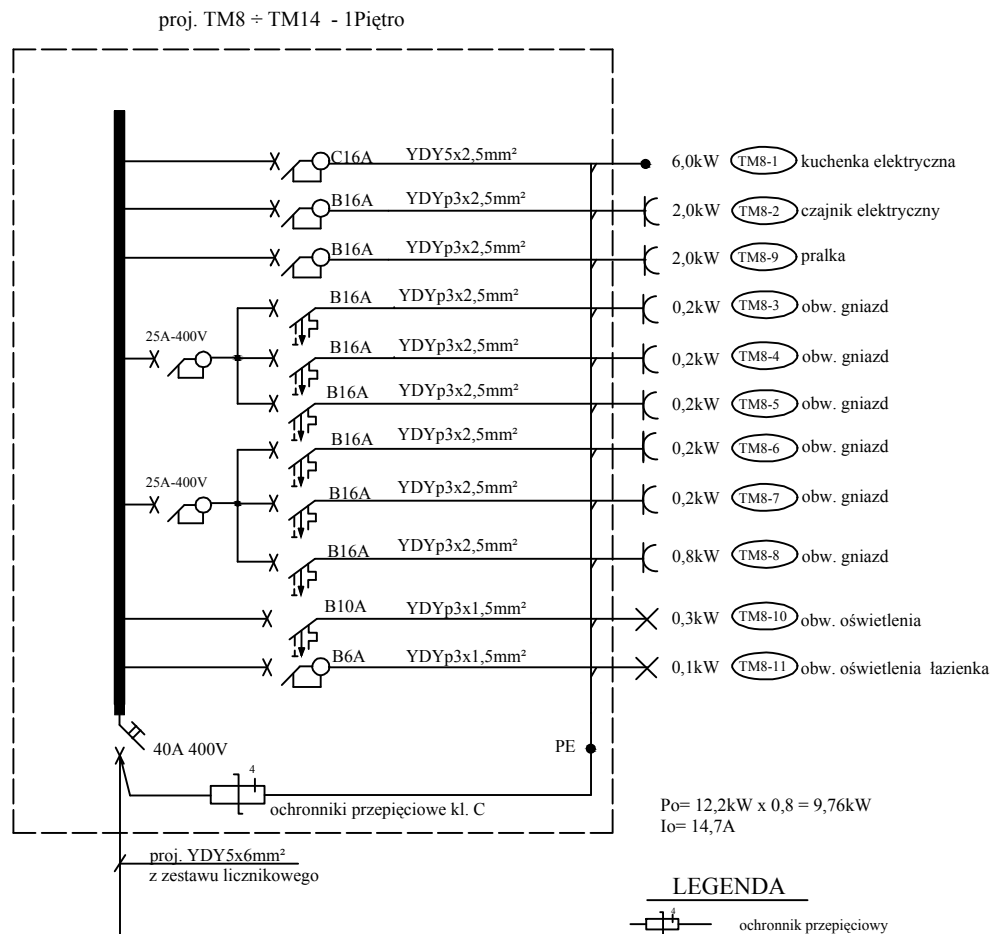 proj. TM8 ÷ TM14 - 1Piętro
C16A YDY5x2,5mm² 6,0kW TM8-1 kuchenka elektryczna
B16A YDYp3x2,5mm² 2,0kW TM8-2 czajnik elektryczny
B16A YDYp3x2,5mm² 2,0kW TM8-9 pralka
B16A YDYp3x2,5mm² 0,2kW TM8-3 obw. gniazd
25A-400V
B16A YDYp3x2,5mm² 0,2kW TM8-4 obw. gniazd
B16A YDYp3x2,5mm² 0,2kW TM8-5 obw. gniazd
B16A YDYp3x2,5mm² 0,2kW TM8-6 obw. gniazd
25A-400V
B16A YDYp3x2,5mm² 0,2kW TM8-7 obw. gniazd
B16A YDYp3x2,5mm² 0,8kW TM8-8 obw. gniazd
B10A YDYp3x1,5mm² 0,3kW TM8-10 obw. oświetlenia
B6A YDYp3x1,5mm² 0,1kW TM8-11 obw. oświetlenia łazienka
40A 400V
PE
4
ochronniki przepięciowe kl. C
Po= 12,2kW x 0,8 = 9,76kW
Io= 14,7A
proj. YDY5x6mm²
z zestawu licznikowego
LEGENDA
4
ochronnik przepięciowy